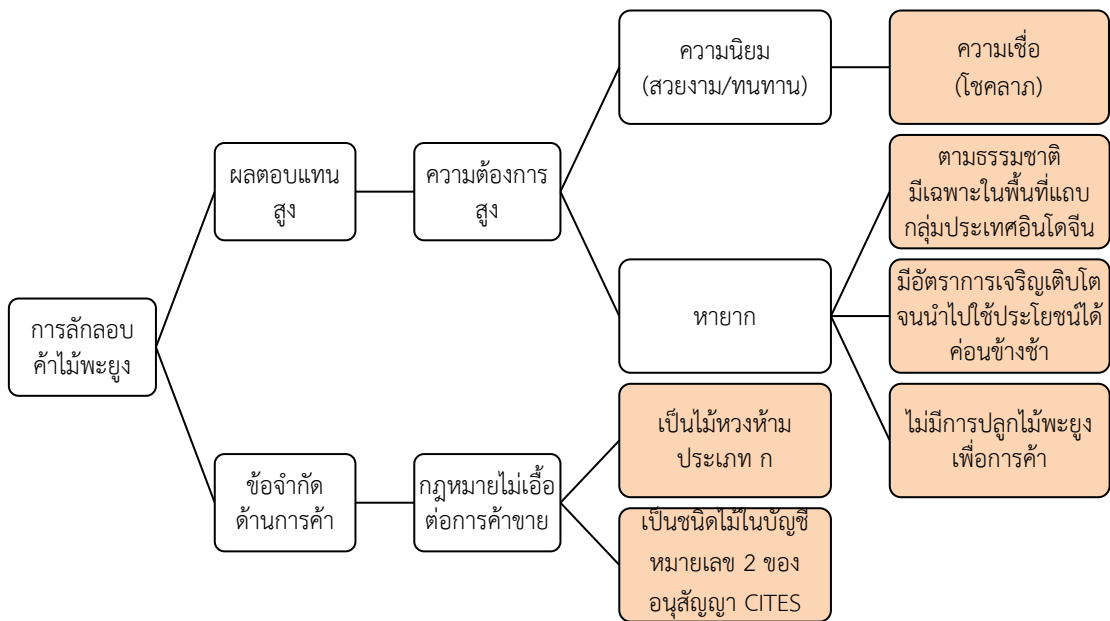 การลักลอบ
ค้าไม้พะยูง
ผลตอบแทน
สูง
ความต้องการ
สูง
ความนิยม
(สวยงาม/ทนทาน)
ความเชื่อ
(โชคลาภ)
หายาก
ตามธรรมชาติ
มีเฉพาะในพื้นที่แถบ
กลุ่มประเทศอินโดจีน
มีอัตราการเจริญเติบโต
จนนำไปใช้ประโยชน์ได้
ค่อนข้างช้า
ไม่มีการปลูกไม้พะยูง
เพื่อการค้า
ข้อจำกัด
ด้านการค้า
กฎหมายไม่เอื้อ
ต่อการค้าขาย
เป็นไม้หวงห้าม
ประเภท ก
เป็นชนิดไม้ในบัญชี
หมายเลข 2 ของ
อนุสัญญา CITES